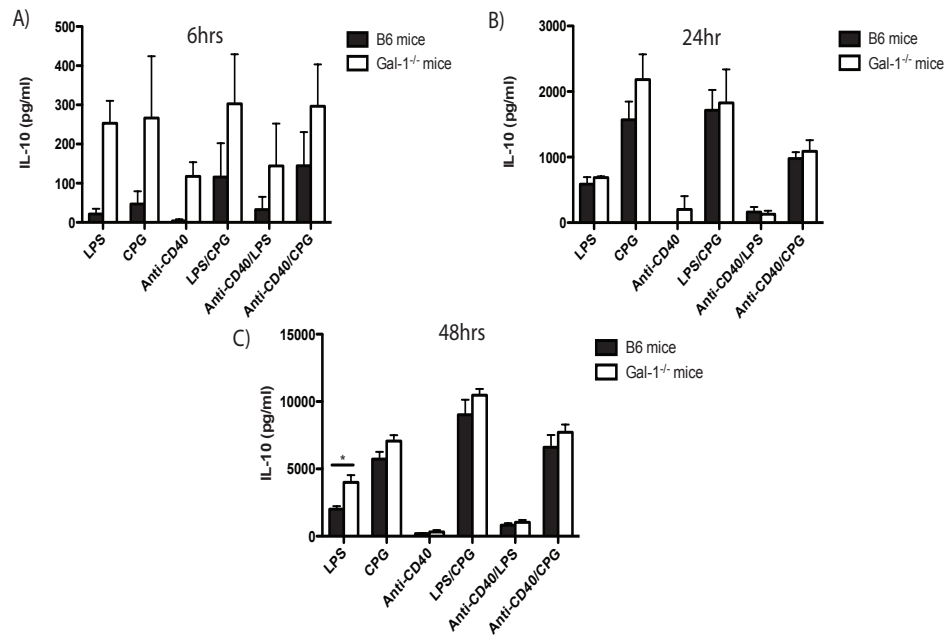 A)
6hrs
B6 mice
Gal-1-/- mice
IL-10 (pg/ml)
500
400
300
200
100
0
LPS
CPG
Anti-CD40
LPS/CPG
Anti-CD40/LPS
Anti-CD40/CPG
B)
24hr
B6 mice
Gal-1-/- mice
IL-10 (pg/ml)
3000
2000
1000
0
LPS
CPG
Anti-CD40
LPS/CPG
Anti-CD40/LPS
Anti-CD40/CPG
C)
48hrs
B6 mice
Gal-1-/- mice
IL-10 (pg/ml)
15000
10000
5000
0
*
LPS
CPG
Anti-CD40
LPS/CPG
Anti-CD40/LPS
Anti-CD40/CPG